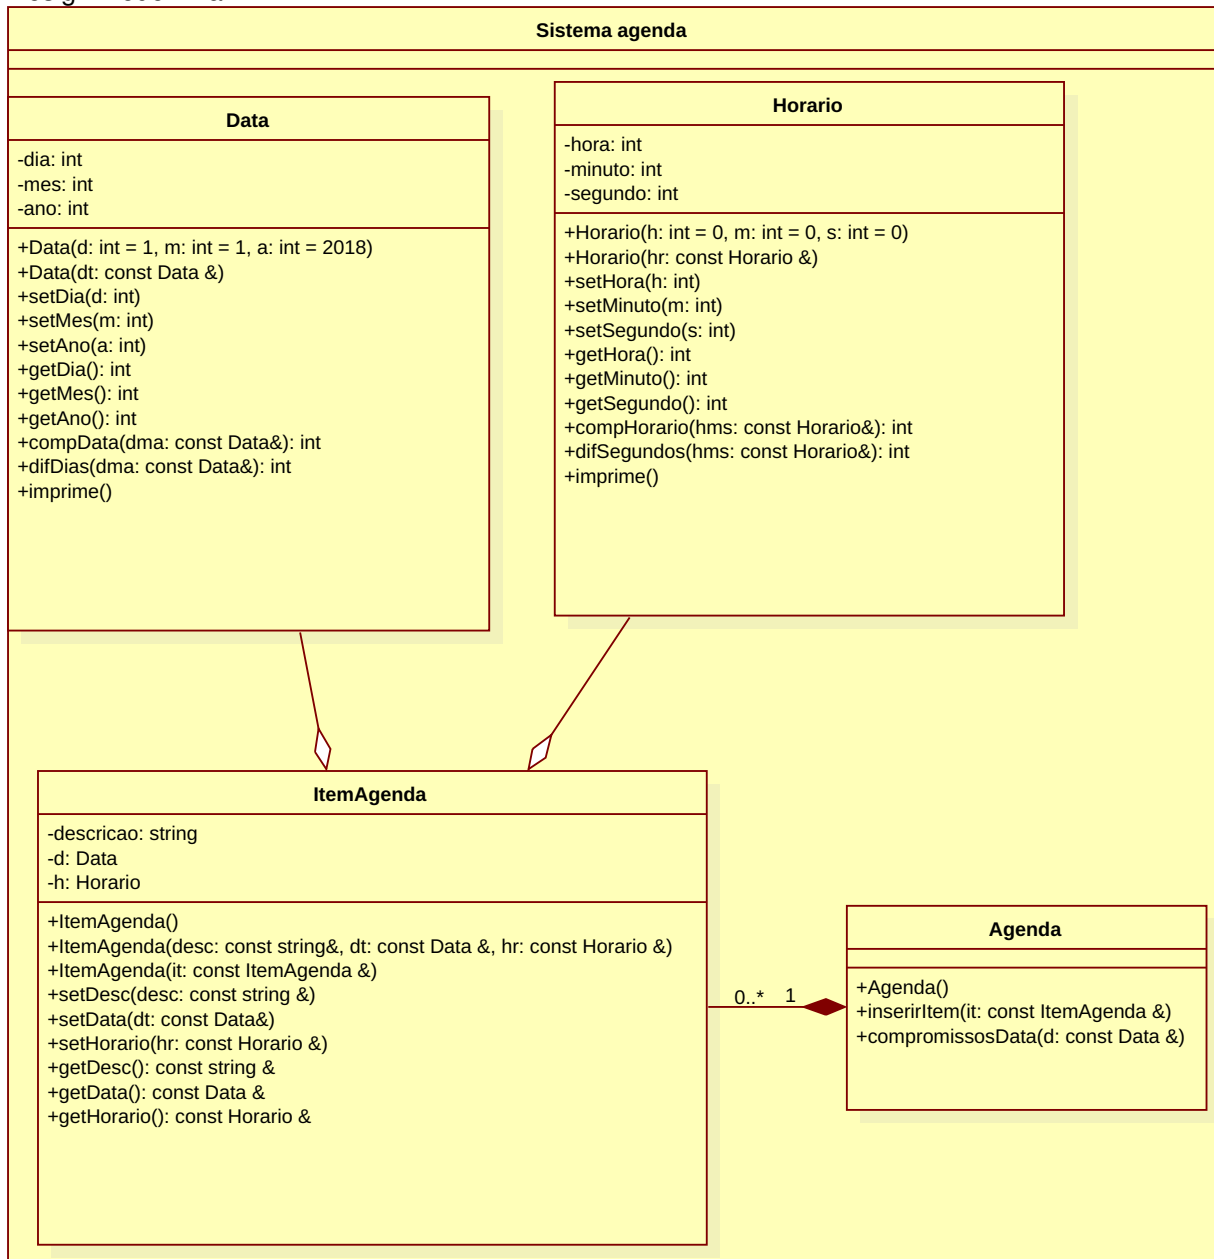 Sistema agenda
Data
-dia: int
-mes: int
-ano: int
+Data(d: int = 1, m: int = 1, a: int = 2018)
+Data(dt: const Data &)
+setDia(d: int)
+setMes(m: int)
+setAno(a: int)
+getDia(): int
+getMes(): int
+getAno(): int
+compData(dma: const Data&): int
+difDias(dma: const Data&): int
+imprime()
Horario
-hora: int
-minuto: int
-segundo: int
+Horario(h: int = 0, m: int = 0, s: int = 0)
+Horario(hr: const Horario &)
+setHora(h: int)
+setMinuto(m: int)
+setSegundo(s: int)
+getHora(): int
+getMinuto(): int
+getSegundo(): int
+compHorario(hms: const Horario&): int
+difSegundos(hms: const Horario&): int
+imprime()
ItemAgenda
-descricao: string
-d: Data
-h: Horario
+ItemAgenda()
+ItemAgenda(desc: const string&, dt: const Data &, hr: const Horario &)
+ItemAgenda(it: const ItemAgenda &)
+setDesc(desc: const string &)
+setData(dt: const Data&)
+setHorario(hr: const Horario &)
+getDesc(): const string &
+getData(): const Data &
+getHorario(): const Horario &
0..* 1
Agenda
+Agenda()
+inserirItem(it: const ItemAgenda &)
+compromissosData(d: const Data &)